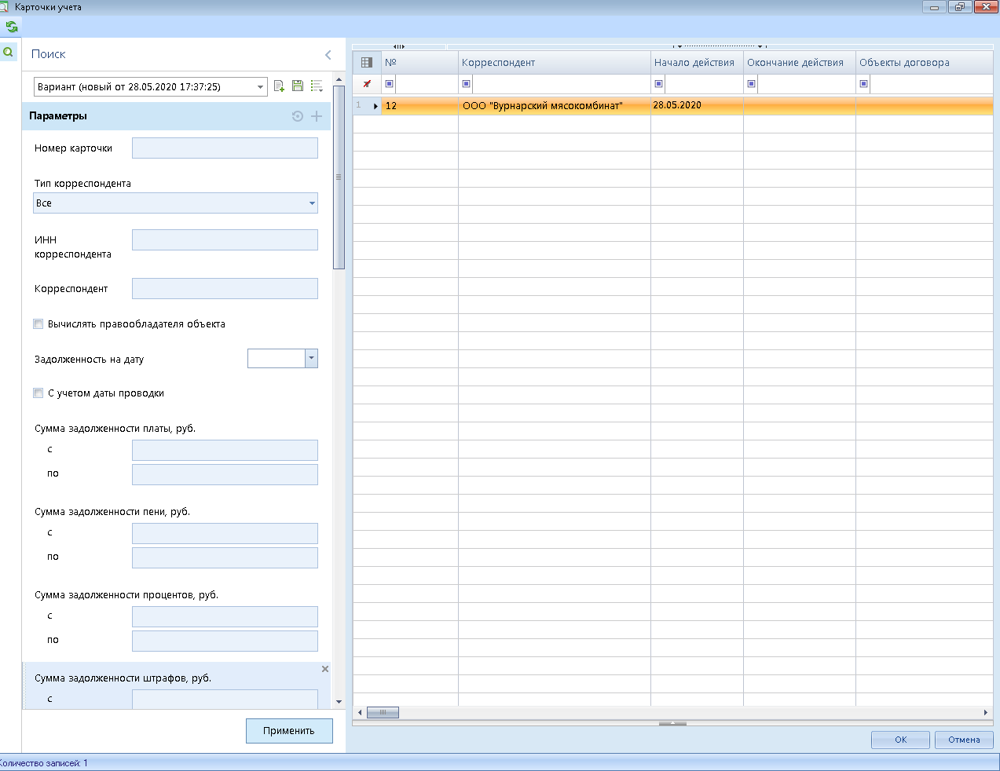 Карточки учета
Поиск
Вариант (новый от 28.05.2020 17:37:25)
Параметры
Номер карточки
Тип корреспондента
Все
ИНН
корреспондента
Корреспондент
Вычислять правообладателя объекта
Задолженность на дату
С учетом даты проводки
Сумма задолженности платы, руб.
с
по
Сумма задолженности пени, руб.
с
по
Сумма задолженности процентов, руб.
с
по
Сумма задолженности штрафов, руб.
с
Применить
№ Корреспондент Начало действия Окончание действия Объекты договора
1 12 ООО "Вурнарский мясокомбинат" 28.05.2020
ОК Отмена
Количество записей: 1